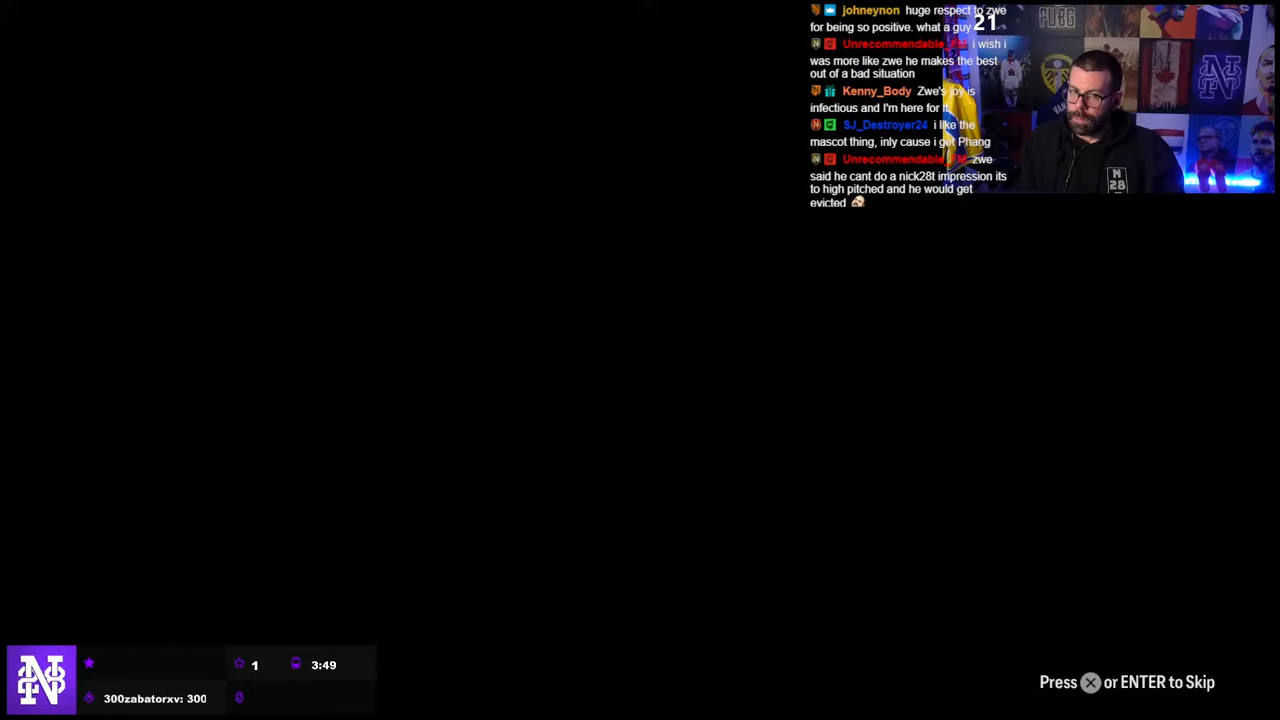 johneynon huge respect to zwe
for being so positive. what a guy
21
i wish i
was more like zwe he makes the best
out of a bad situation
Kenny_Body Zwe's joy is
infectious and I'm here for it
SJ_Destroyer24 i like the
mascot thing, inly cause i get Phang
zwe
said he cant do a nick28t impression its
to high pitched and he would get
evicted
PUBG
N
28
1
3:49
300zabatorxv: 300
Press X or ENTER to Skip